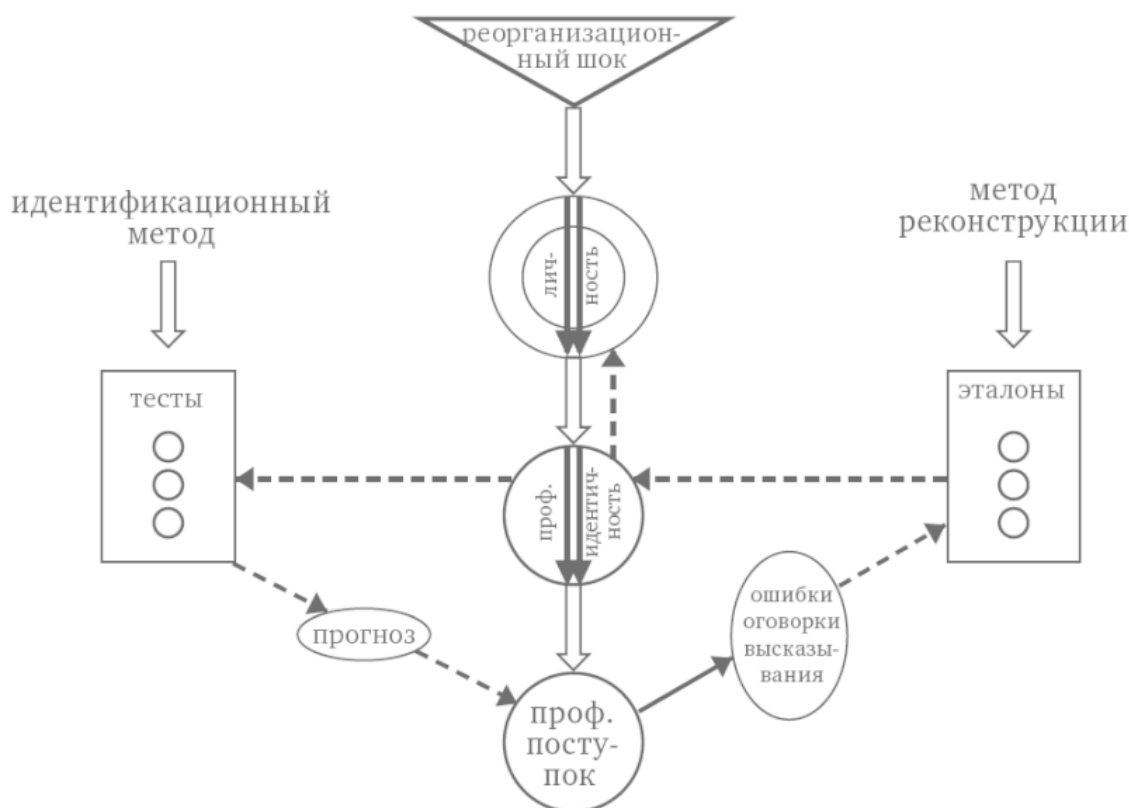 реорганизацион-
ный шок
идентификационный
метод
метод
реконструкции
лич-
ность
тесты
эталоны
проф.
идентич-
ность
прогноз
ошибки
оговорки
высказы-
вания
проф.
посту-
пок